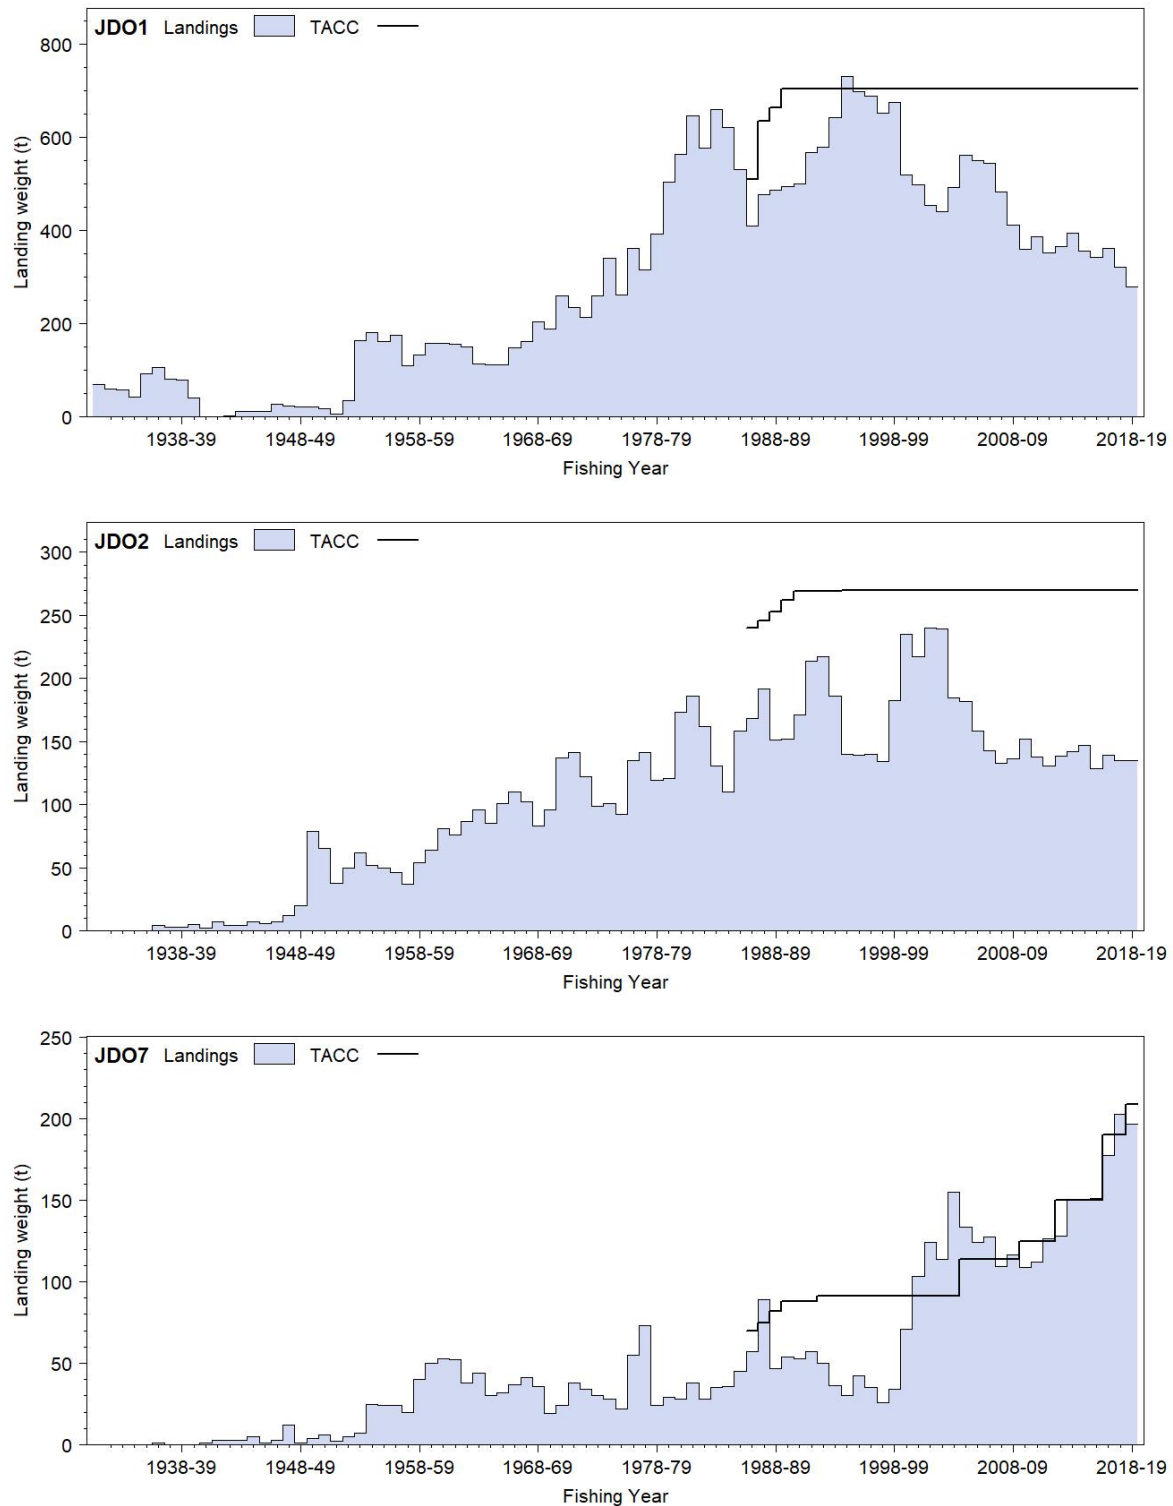 JDO1 Landings TACC
800
600
400
200
0
Landing weight (t)
1938-39 1948-49 1958-59 1968-69 1978-79 1988-89 1998-99 2008-09 2018-19
Fishing Year
JDO2 Landings TACC
300
250
200
150
100
50
0
Landing weight (t)
1938-39 1948-49 1958-59 1968-69 1978-79 1988-89 1998-99 2008-09 2018-19
Fishing Year
250
JDO7 Landings TACC
200
150
100
50
0
Landing weight (t)
1938-39 1948-49 1958-59 1968-69 1978-79 1988-89 1998-99 2008-09 2018-19
Fishing Year